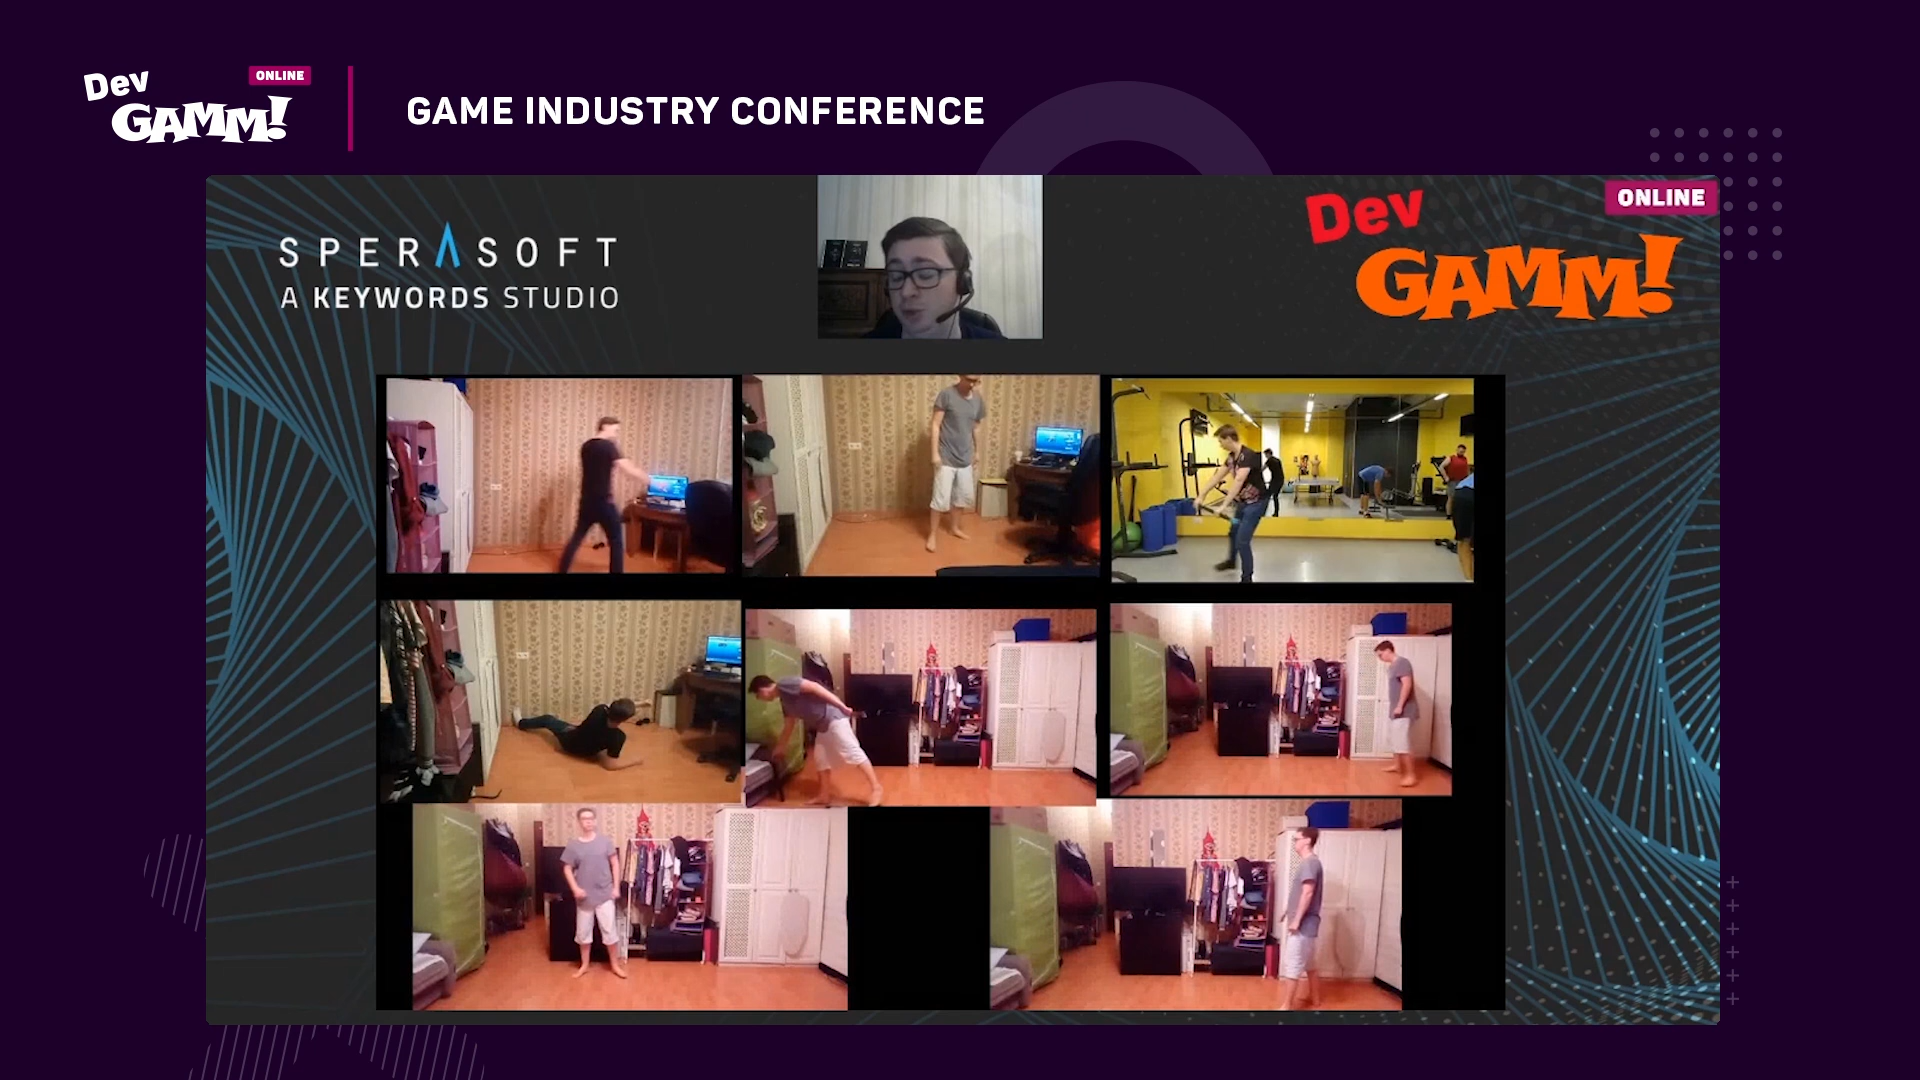 Dev
GAMM!
ONLINE
GAME INDUSTRY CONFERENCE
SPERASOFT
A KEYWORDS STUDIO
Dev
GAMM!
ONLINE